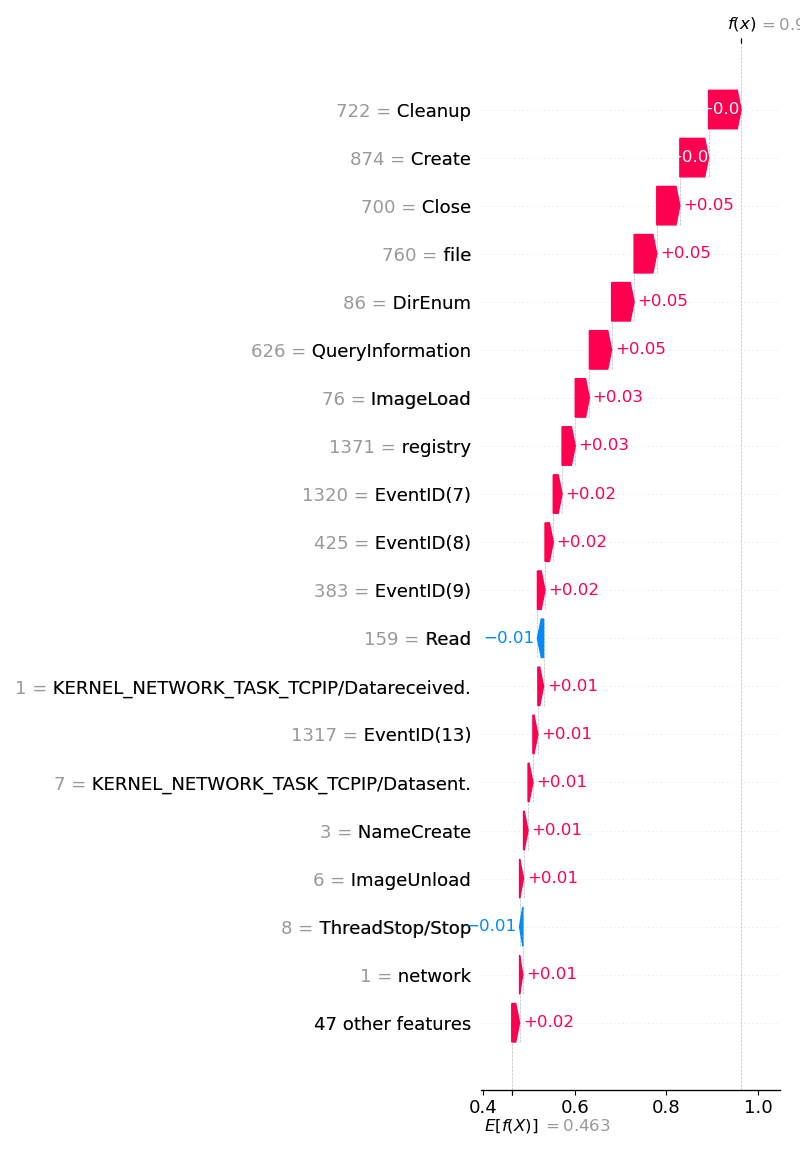 f(x) = 0.9
722 = Cleanup
874 = Create
700 = Close +0.05
760 = file +0.05
86 = DirEnum +0.05
626 = QueryInformation +0.05
76 = ImageLoad +0.03
1371 = registry +0.03
1320 = EventID(7) +0.02
425 = EventID(8) +0.02
383 = EventID(9) +0.02
159 = Read −0.01
1 = KERNEL_NETWORK_TASK_TCPIP/Datareceived. +0.01
1317 = EventID(13) +0.01
7 = KERNEL_NETWORK_TASK_TCPIP/Datasent. +0.01
3 = NameCreate +0.01
6 = ImageUnload +0.01
8 = ThreadStop/Stop −0.01
1 = network +0.01
47 other features +0.02
0.4 0.6 0.8 1.0
E[f(X)] = 0.463